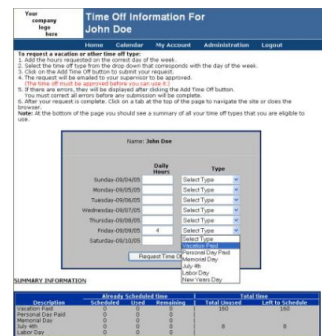 Your
company
logo
here
Time Off Information For
John Doe
Home Calendar My Account Administration Logout
To request a vacation or other time off type:
1. Add the hours requested on the correct day of the week.
2. Select the time off type from the drop down that corresponds with the day of the week.
3. Click on the Add Time Off button to submit your request.
4. The request will be emailed to your supervisor to be approved.
(The time off must be approved before you can use it.)
5. If there are errors, they will be displayed after clicking the Add Time Off button.
You must correct all errors before any submission will be complete.
6. After your request is complete. Click on a tab at the top of the page to navigate the site or close the
browser.
Note: At the bottom of the page you should see a summary of all your time off types that you are eligible to
use.
Name: John Doe
Daily
Hours Type
Sunday-09/04/05 Select Type
Monday-09/05/05 Select Type
Tuesday-09/06/05 Select Type
Wednesday-09/07/05 Select Type
Thursday-09/08/05 Select Type
Friday-09/09/05 4 Select Type
Saturday-09/10/05 Select Type
Vacation Paid
Personal Day Paid
Memorial Day
July 4th
Labor Day
New Years Day
Request Time Of
SUMMARY INFORMATION
Already Scheduled time Total time
Description Scheduled Used Remaining Total Unused Left to Schedule
Vacation Paid 0 0 0 160 160
Personal Day Paid 0 0 0
Memorial Day 0 0 0
July 4th 0 0 0 8 8
Labor Day 0 0 0